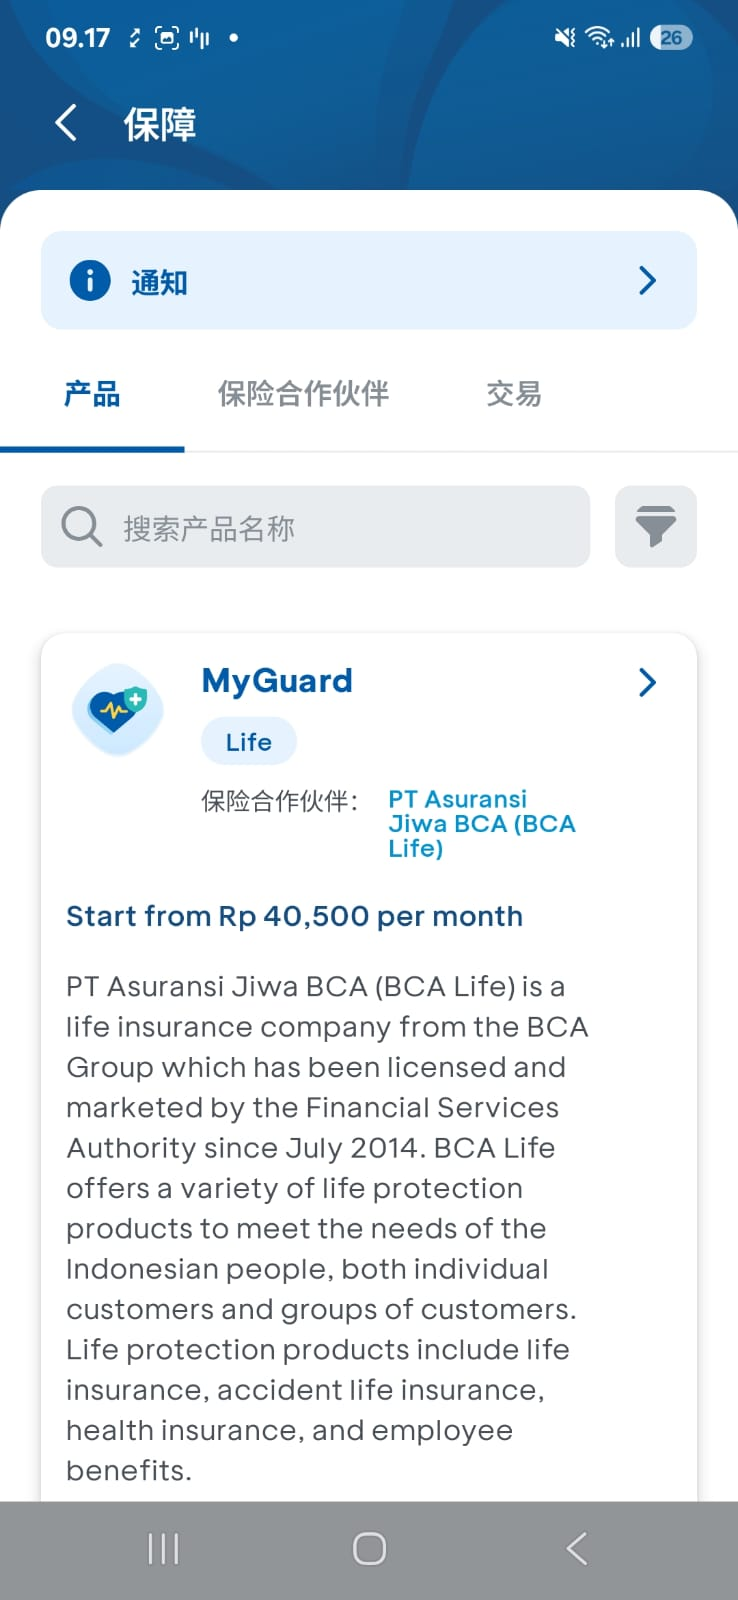 09.17
26
保障
通知
产品 保险合作伙伴 交易
搜索产品名称
MyGuard
Life
保险合作伙伴： PT Asuransi
Jiwa BCA (BCA
Life)
Start from Rp 40,500 per month
PT Asuransi Jiwa BCA (BCA Life) is a
life insurance company from the BCA
Group which has been licensed and
marketed by the Financial Services
Authority since July 2014. BCA Life
offers a variety of life protection
products to meet the needs of the
Indonesian people, both individual
customers and groups of customers.
Life protection products include life
insurance, accident life insurance,
health insurance, and employee
benefits.